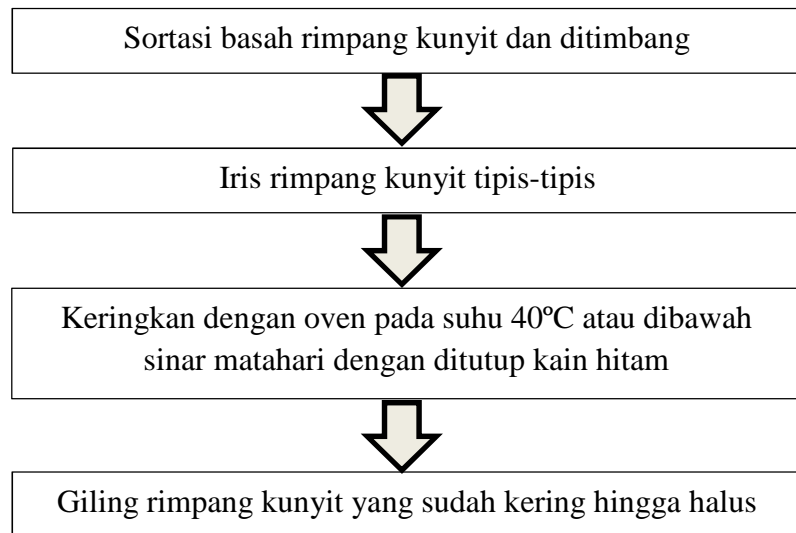 Sortasi basah rimpang kunyit dan ditimbang
Iris rimpang kunyit tipis-tipis
Keringkan dengan oven pada suhu 40ºC atau dibawah
sinar matahari dengan ditutup kain hitam
Giling rimpang kunyit yang sudah kering hingga halus